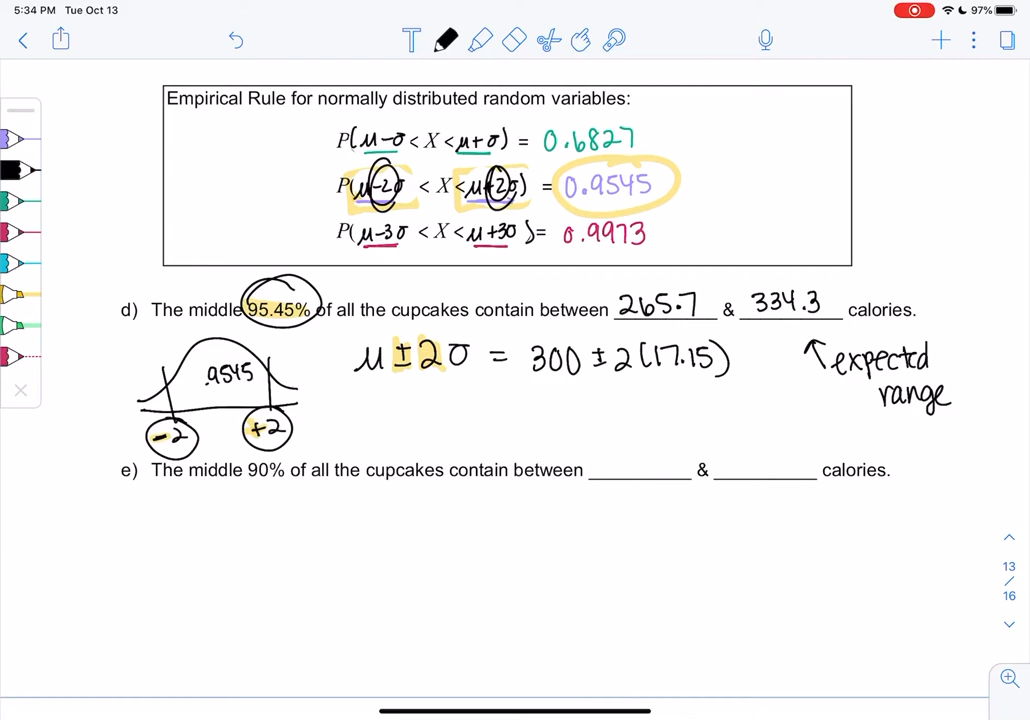 5:34 PM Tue Oct 13
97%
T
Empirical Rule for normally distributed random variables:
P(μ-σ < X < μ+σ) = 0.6827
P(μ-2σ < X < μ+2σ) = 0.9545
P(μ-3σ < X < μ+3σ) = 0.9973
d) The middle 95.45% of all the cupcakes contain between 265.7 & 334.3 calories.
.9545
-2 +2
μ ± 2σ = 300 ± 2(17.15)
expected
range
e) The middle 90% of all the cupcakes contain between ________ & ________ calories.
13
/
16